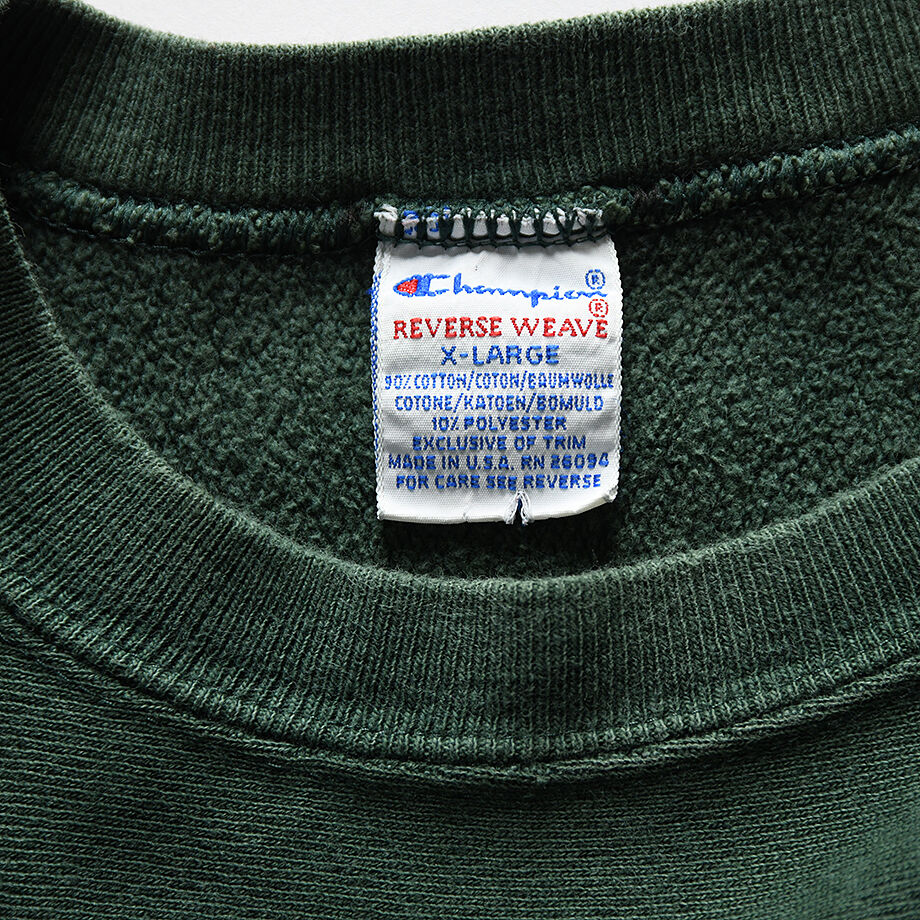 Champion®
®
REVERSE WEAVE
X-LARGE
90% COTTON/COTON/BAUMWOLLE
COTONE/KATOEN/BOMULD
10% POLYESTER
EXCLUSIVE OF TRIM
MADE IN U.S.A. RN 26094
FOR CARE SEE REVERSE